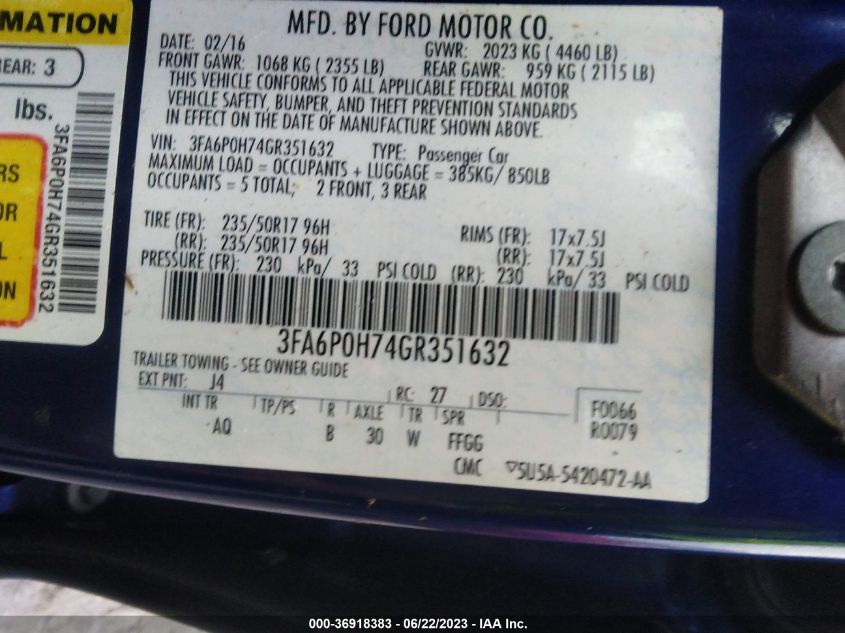 RMATION
REAR: 3
lbs.
RS
OR
L
ON
3FA6P0H74GR351632
MFD. BY FORD MOTOR CO.
DATE: 02/16 GVWR: 2023 KG ( 4460 LB)
FRONT GAWR: 1068 KG ( 2355 LB) REAR GAWR: 959 KG ( 2115 LB)
THIS VEHICLE CONFORMS TO ALL APPLICABLE FEDERAL MOTOR
VEHICLE SAFETY, BUMPER, AND THEFT PREVENTION STANDARDS
IN EFFECT ON THE DATE OF MANUFACTURE SHOWN ABOVE.
VIN: 3FA6P0H74GR351632 TYPE: Passenger Car
MAXIMUM LOAD = OCCUPANTS + LUGGAGE = 385KG/ 850LB
OCCUPANTS = 5 TOTAL; 2 FRONT, 3 REAR
TIRE (FR): 235/50R17 96H RIMS (FR): 17x7.5J
(RR): 235/50R17 96H (RR): 17x7.5J
PRESSURE (FR): 230 kPa/ 33 PSI COLD (RR): 230 kPa/ 33 PSI COLD
3FA6P0H74GR351632
TRAILER TOWING - SEE OWNER GUIDE
EXT PNT: J4 RC: 27 DSO: F0066
INT TR TP/PS R AXLE TR SPR R0079
AQ B 30 W FFGG
CMC ▽5U5A-5420472-AA
000-36918383 - 06/22/2023 - IAA Inc.